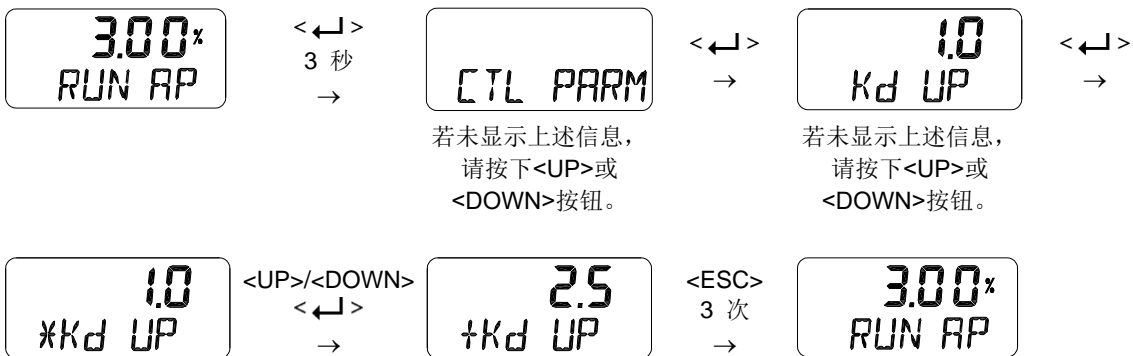 3.00%
RUN AP
<↵>
3 秒
→
CTL PARM
若未显示上述信息，
请按下<UP>或
<DOWN>按钮。
<↵>
→
1.0
Kd UP
若未显示上述信息，
请按下<UP>或
<DOWN>按钮。
<↵>
→
1.0
*Kd UP
<UP>/<DOWN>
<↵>
→
2.5
+Kd UP
<ESC>
3 次
→
3.00%
RUN AP